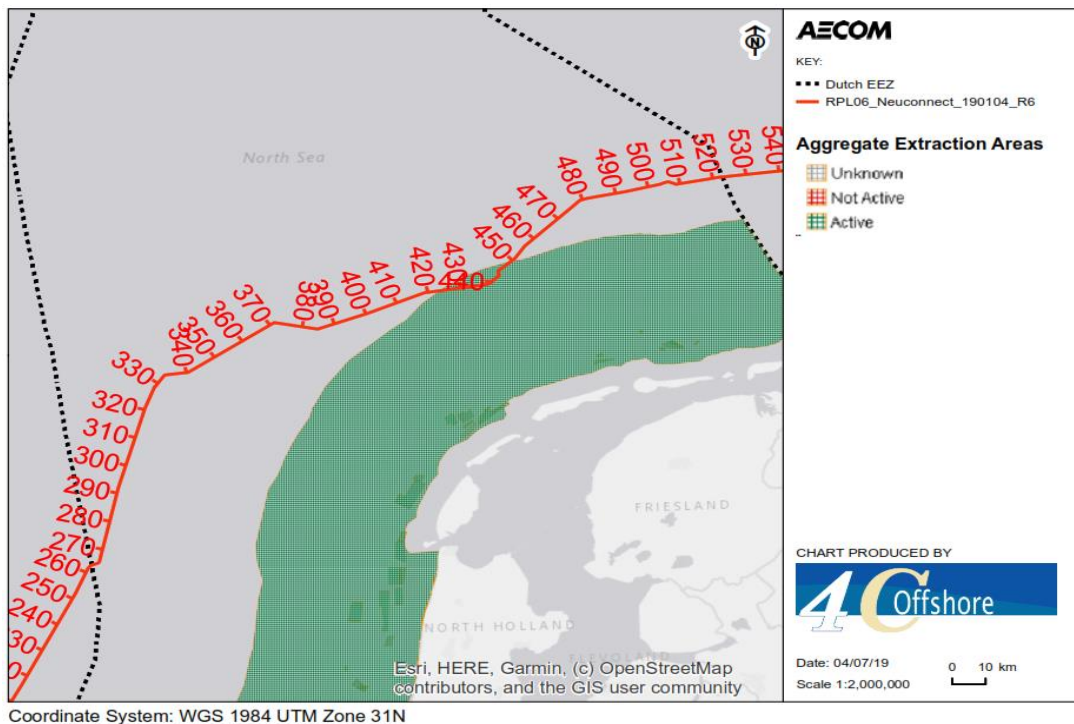 North Sea
N
540
530
520
510
500
490
480
470
460
450
440
430
420
410
400
390
380
370
360
350
340
330
320
310
300
290
280
270
260
250
240
FRIESLAND
NORTH HOLLAND
FLEVOLAND
Esri, HERE, Garmin, (c) OpenStreetMap
contributors, and the GIS user community
AECOM
KEY:
Dutch EEZ
RPL06_Neuconnect_190104_R6
Aggregate Extraction Areas
Unknown
Not Active
Active
CHART PRODUCED BY
4C Offshore
Date: 04/07/19
0 10 km
Scale 1:2,000,000
Coordinate System: WGS 1984 UTM Zone 31N